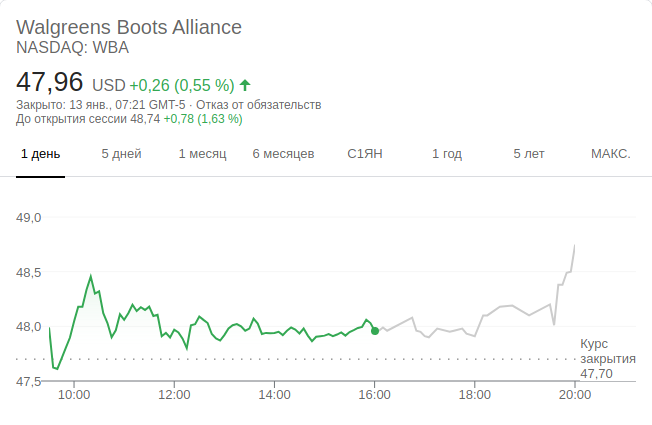 Walgreens Boots Alliance
NASDAQ: WBA
47,96 USD +0,26 (0,55 %)
Закрыто: 13 янв., 07:21 GMT-5 · Отказ от обязательств
До открытия сессии 48,74 +0,78 (1,63 %)
1 день 5 дней 1 месяц 6 месяцев С1ЯН 1 год 5 лет МАКС.
49,0
48,5
48,0
Курс
закрытия
47,70
47,5
10:00 12:00 14:00 16:00 18:00 20:00